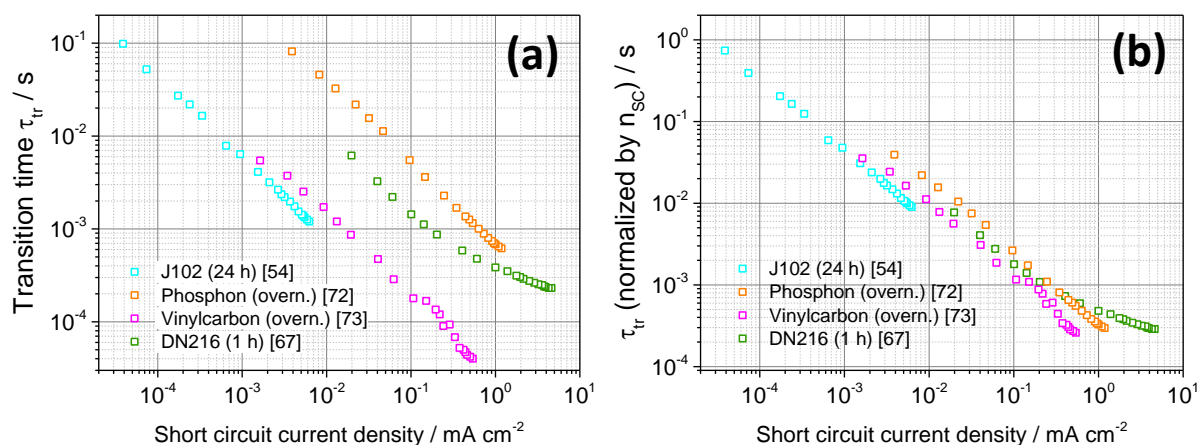 (a)
Transition time τtr / s
10⁻¹
10⁻²
10⁻³
10⁻⁴
J102 (24 h) [54]
Phosphon (overn.) [72]
Vinylcarbon (overn.) [73]
DN216 (1 h) [67]
10⁻⁴ 10⁻³ 10⁻² 10⁻¹ 10⁰ 10¹
Short circuit current density / mA cm⁻²
(b)
τtr (normalized by nSC) / s
10⁰
10⁻¹
10⁻²
10⁻³
10⁻⁴
J102 (24 h) [54]
Phosphon (overn.) [72]
Vinylcarbon (overn.) [73]
DN216 (1 h) [67]
10⁻⁴ 10⁻³ 10⁻² 10⁻¹ 10⁰ 10¹
Short circuit current density / mA cm⁻²